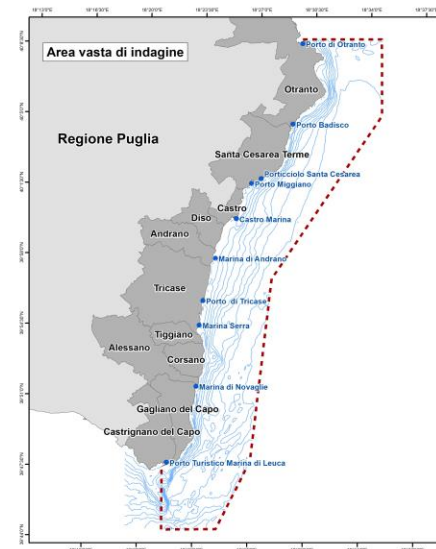 Area vasta di indagine
Porto di Otranto
Otranto
Porto Badisco
Regione Puglia
Santa Cesarea Terme
Porticciolo Santa Cesarea
Porto Miggiano
Castro
Diso
Castro Marina
Andrano
Marina di Andrano
Tricase
Porto di Tricase
Marina Serra
Tiggiano
Alessano
Corsano
Marina di Novaglie
Gagliano del Capo
Castrignano del Capo
Porto Turistico Marina di Leuca